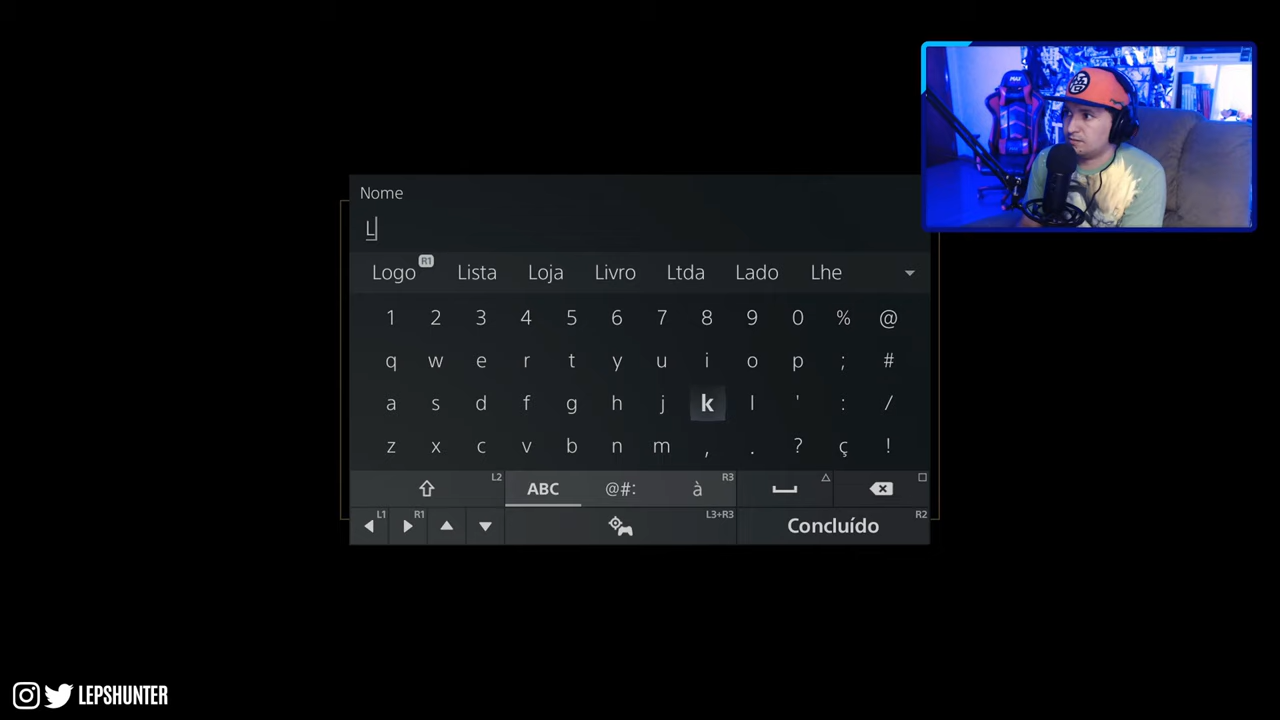 Nome
L
Logo R1 Lista Loja Livro Ltda Lado Lhe
1 2 3 4 5 6 7 8 9 0 % @
q w e r t y u i o p ; #
a s d f g h j k l ' : /
z x c v b n m , . ? ç !
L2 ABC @#: à R3
L1 R1 L3+R3 Concluído R2
LEPSHUNTER